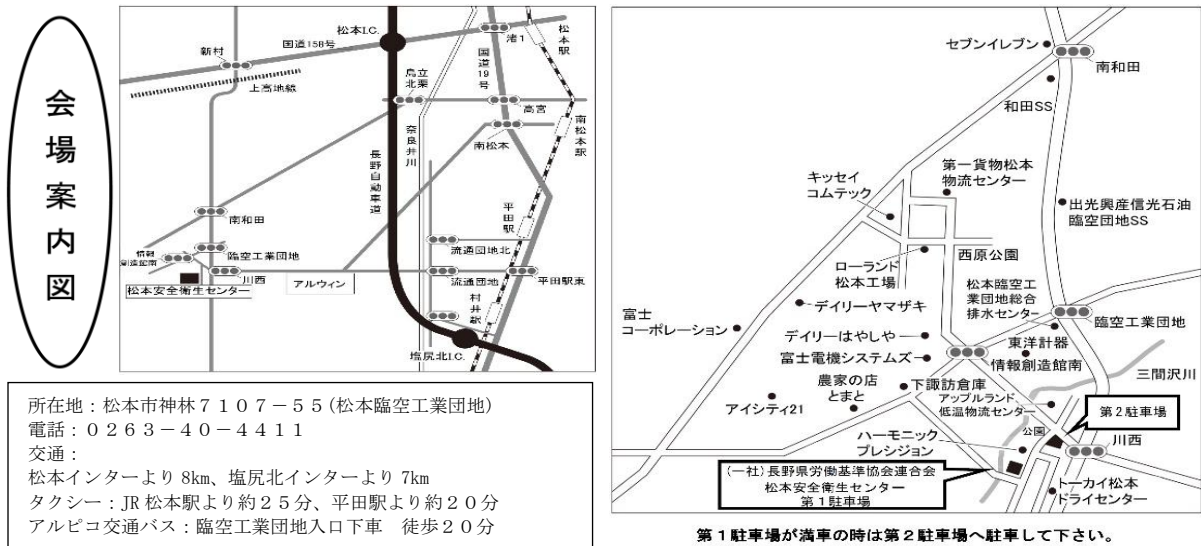 会場案内図
松本I.C.
国道158号
新村
上高地線
渚1
松本駅
国道19号
島立北栗
高宮
奈良井川
南松本
南松本駅
長野自動車道
南和田
平田駅
情報創造館南
臨空工業団地
川西
流通団地北
流通団地
平田駅東
アルウィン
松本安全衛生センター
村井駅
塩尻北I.C.
所在地：松本市神林７１０７－５５(松本臨空工業団地)
電話：０２６３－４０－４４１１
交通：
松本インターより 8km、塩尻北インターより 7km
タクシー：JR 松本駅より約２５分、平田駅より約２０分
アルピコ交通バス：臨空工業団地入口下車　徒歩２０分
セブンイレブン
南和田
和田SS
第一貨物松本
物流センター
キッセイ
コムテック
出光興産信光石油
臨空団地SS
ローランド
松本工場
西原公園
松本臨空工
業団地総合
排水センター
デイリーヤマザキ
富士
コーポレーション
臨空工業団地
デイリーはやしや
東洋計器
富士電機システムズ
情報創造館南
三間沢川
農家の店
とまと
下諏訪倉庫
アップルランド
低温物流センター
アイシティ21
第２駐車場
公園
ハーモニック
プレシジョン
川西
(一社)長野県労働基準協会連合会
松本安全衛生センター
第１駐車場
トーカイ松本
ドライセンター
第１駐車場が満車の時は第２駐車場へ駐車して下さい。